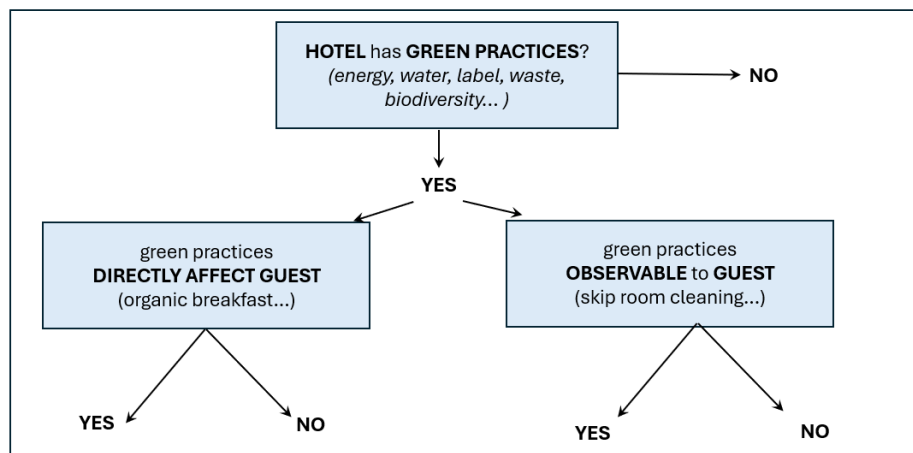 HOTEL has GREEN PRACTICES?
(energy, water, label, waste,
biodiversity... )
NO
YES
green practices
DIRECTLY AFFECT GUEST
(organic breakfast...)
green practices
OBSERVABLE to GUEST
(skip room cleaning...)
YES
NO
YES
NO